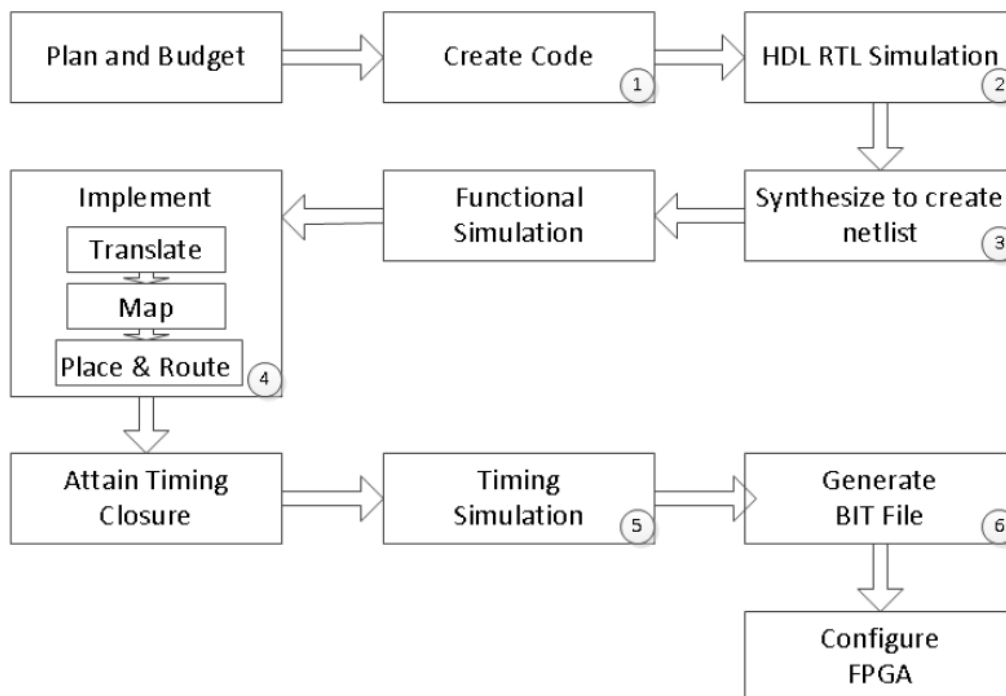 Plan and Budget
Create Code
1
HDL RTL Simulation
2
Synthesize to create
netlist
3
Functional
Simulation
Implement
Translate
Map
Place & Route
4
Attain Timing
Closure
Timing
Simulation
5
Generate
BIT File
6
Configure
FPGA